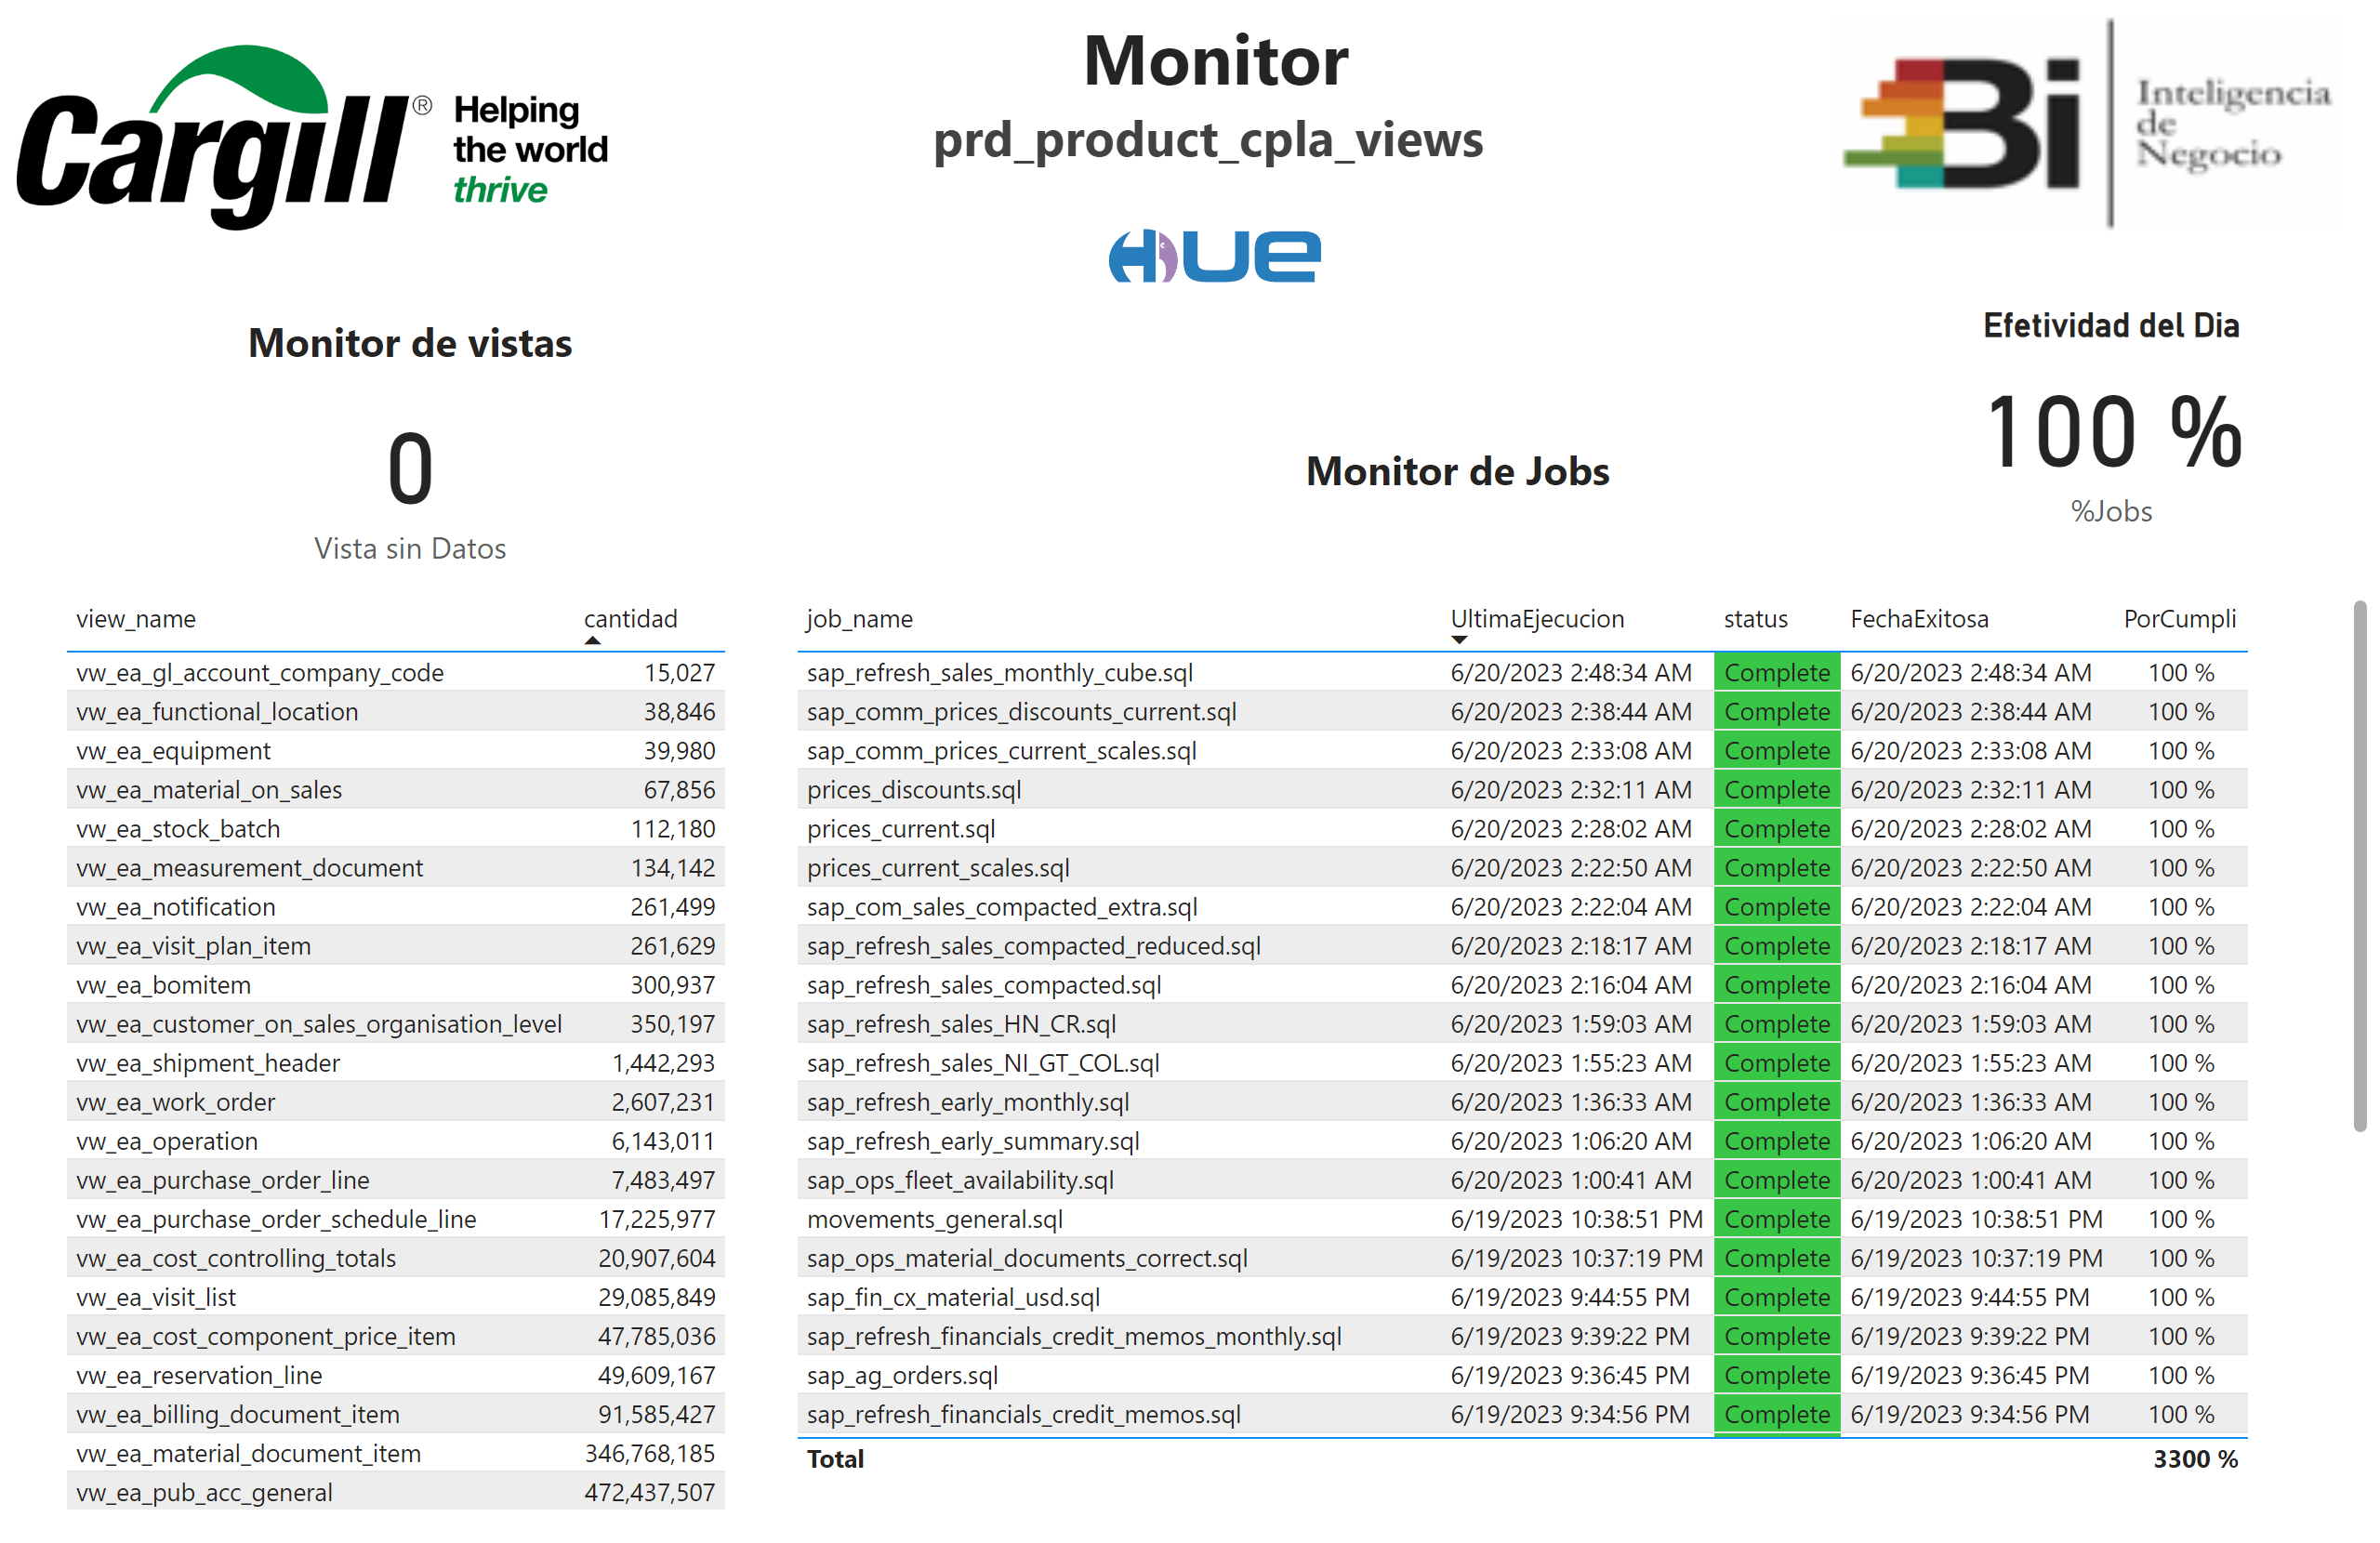 Cargill® Helping
the world
thrive
Monitor
prd_product_cpla_views
HUE
Bi Inteligencia
de
Negocio
Monitor de vistas
0
Vista sin Datos
Monitor de Jobs
Efetividad del Dia
100 %
%Jobs
view_name cantidad
vw_ea_gl_account_company_code 15,027
vw_ea_functional_location 38,846
vw_ea_equipment 39,980
vw_ea_material_on_sales 67,856
vw_ea_stock_batch 112,180
vw_ea_measurement_document 134,142
vw_ea_notification 261,499
vw_ea_visit_plan_item 261,629
vw_ea_bomitem 300,937
vw_ea_customer_on_sales_organisation_level 350,197
vw_ea_shipment_header 1,442,293
vw_ea_work_order 2,607,231
vw_ea_operation 6,143,011
vw_ea_purchase_order_line 7,483,497
vw_ea_purchase_order_schedule_line 17,225,977
vw_ea_cost_controlling_totals 20,907,604
vw_ea_visit_list 29,085,849
vw_ea_cost_component_price_item 47,785,036
vw_ea_reservation_line 49,609,167
vw_ea_billing_document_item 91,585,427
vw_ea_material_document_item 346,768,185
vw_ea_pub_acc_general 472,437,507
job_name UltimaEjecucion status FechaExitosa PorCumpli
sap_refresh_sales_monthly_cube.sql 6/20/2023 2:48:34 AM Complete 6/20/2023 2:48:34 AM 100 %
sap_comm_prices_discounts_current.sql 6/20/2023 2:38:44 AM Complete 6/20/2023 2:38:44 AM 100 %
sap_comm_prices_current_scales.sql 6/20/2023 2:33:08 AM Complete 6/20/2023 2:33:08 AM 100 %
prices_discounts.sql 6/20/2023 2:32:11 AM Complete 6/20/2023 2:32:11 AM 100 %
prices_current.sql 6/20/2023 2:28:02 AM Complete 6/20/2023 2:28:02 AM 100 %
prices_current_scales.sql 6/20/2023 2:22:50 AM Complete 6/20/2023 2:22:50 AM 100 %
sap_com_sales_compacted_extra.sql 6/20/2023 2:22:04 AM Complete 6/20/2023 2:22:04 AM 100 %
sap_refresh_sales_compacted_reduced.sql 6/20/2023 2:18:17 AM Complete 6/20/2023 2:18:17 AM 100 %
sap_refresh_sales_compacted.sql 6/20/2023 2:16:04 AM Complete 6/20/2023 2:16:04 AM 100 %
sap_refresh_sales_HN_CR.sql 6/20/2023 1:59:03 AM Complete 6/20/2023 1:59:03 AM 100 %
sap_refresh_sales_NI_GT_COL.sql 6/20/2023 1:55:23 AM Complete 6/20/2023 1:55:23 AM 100 %
sap_refresh_early_monthly.sql 6/20/2023 1:36:33 AM Complete 6/20/2023 1:36:33 AM 100 %
sap_refresh_early_summary.sql 6/20/2023 1:06:20 AM Complete 6/20/2023 1:06:20 AM 100 %
sap_ops_fleet_availability.sql 6/20/2023 1:00:41 AM Complete 6/20/2023 1:00:41 AM 100 %
movements_general.sql 6/19/2023 10:38:51 PM Complete 6/19/2023 10:38:51 PM 100 %
sap_ops_material_documents_correct.sql 6/19/2023 10:37:19 PM Complete 6/19/2023 10:37:19 PM 100 %
sap_fin_cx_material_usd.sql 6/19/2023 9:44:55 PM Complete 6/19/2023 9:44:55 PM 100 %
sap_refresh_financials_credit_memos_monthly.sql 6/19/2023 9:39:22 PM Complete 6/19/2023 9:39:22 PM 100 %
sap_ag_orders.sql 6/19/2023 9:36:45 PM Complete 6/19/2023 9:36:45 PM 100 %
sap_refresh_financials_credit_memos.sql 6/19/2023 9:34:56 PM Complete 6/19/2023 9:34:56 PM 100 %
Total 3300 %